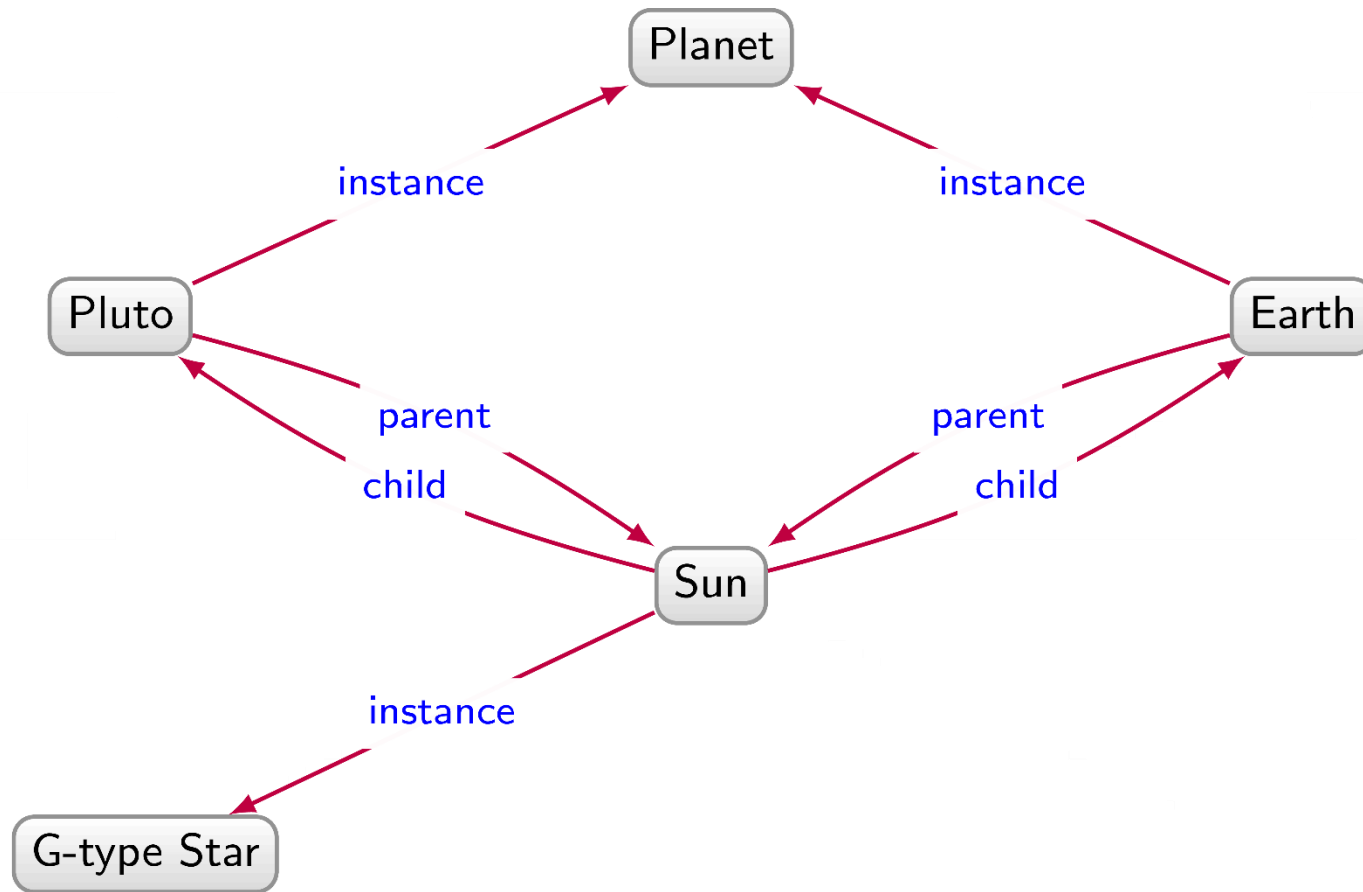 Planet
instance
instance
Pluto
Earth
parent
parent
child
child
Sun
instance
G-type Star